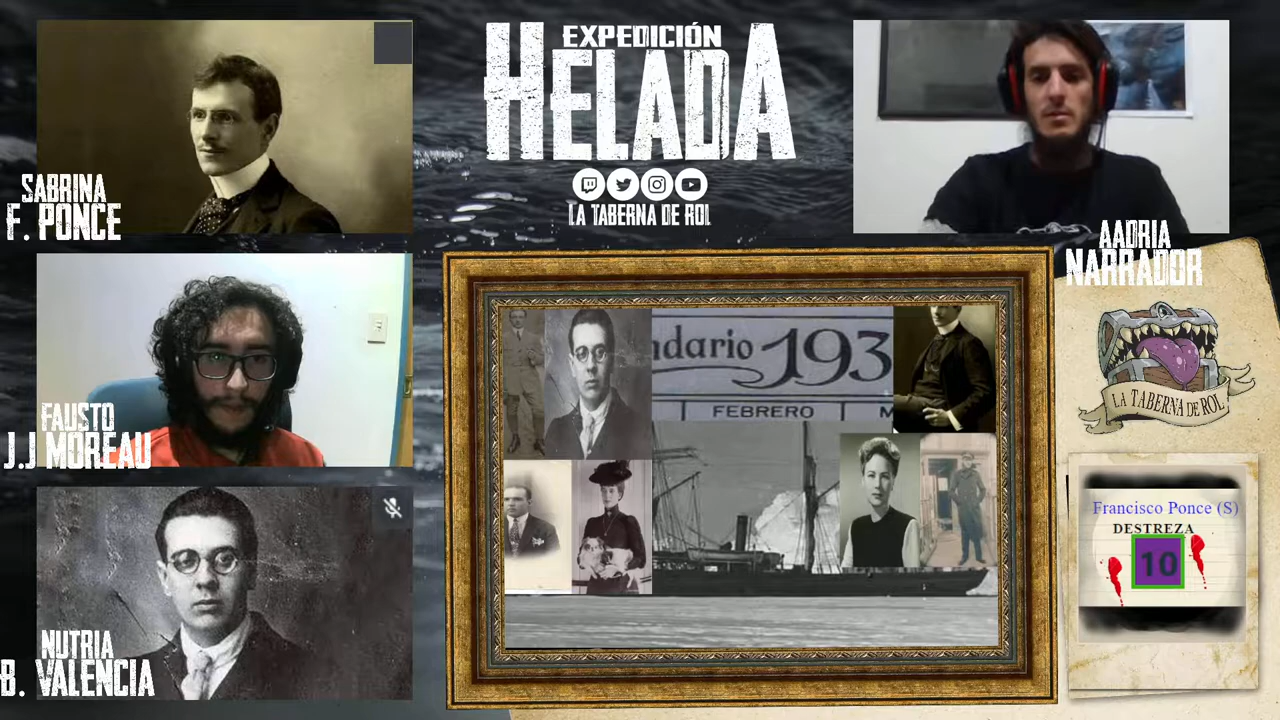 SABRINA
F. PONCE
FAUSTO
J.J MOREAU
NUTRIA
B. VALENCIA
EXPEDICIÓN
HELADA
LA TABERNA DE ROL
ndario 193
FEBRERO
M
AADRIA
NARRADOR
LA TABERNA DE ROL
Francisco Ponce (S)
DESTREZA
10